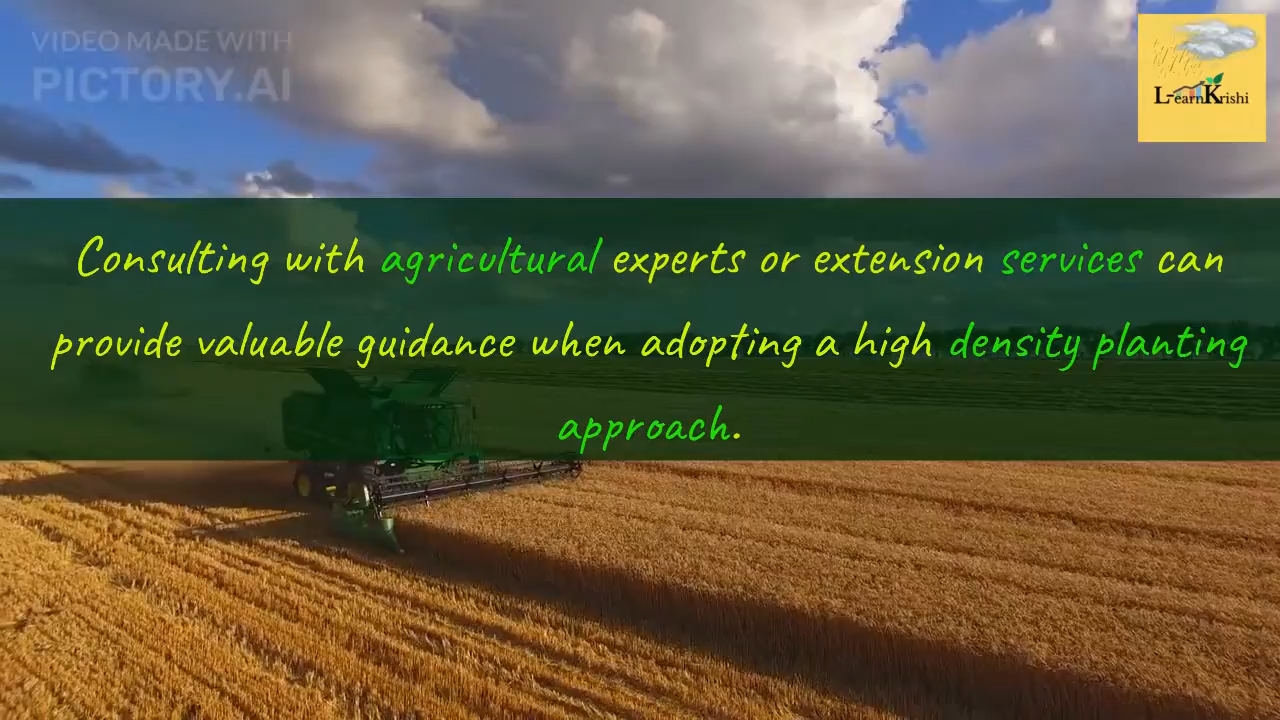 VIDEO MADE WITH
PICTORY.AI
L-earnKrishi
Consulting with agricultural experts or extension services can
provide valuable guidance when adopting a high density planting
approach.